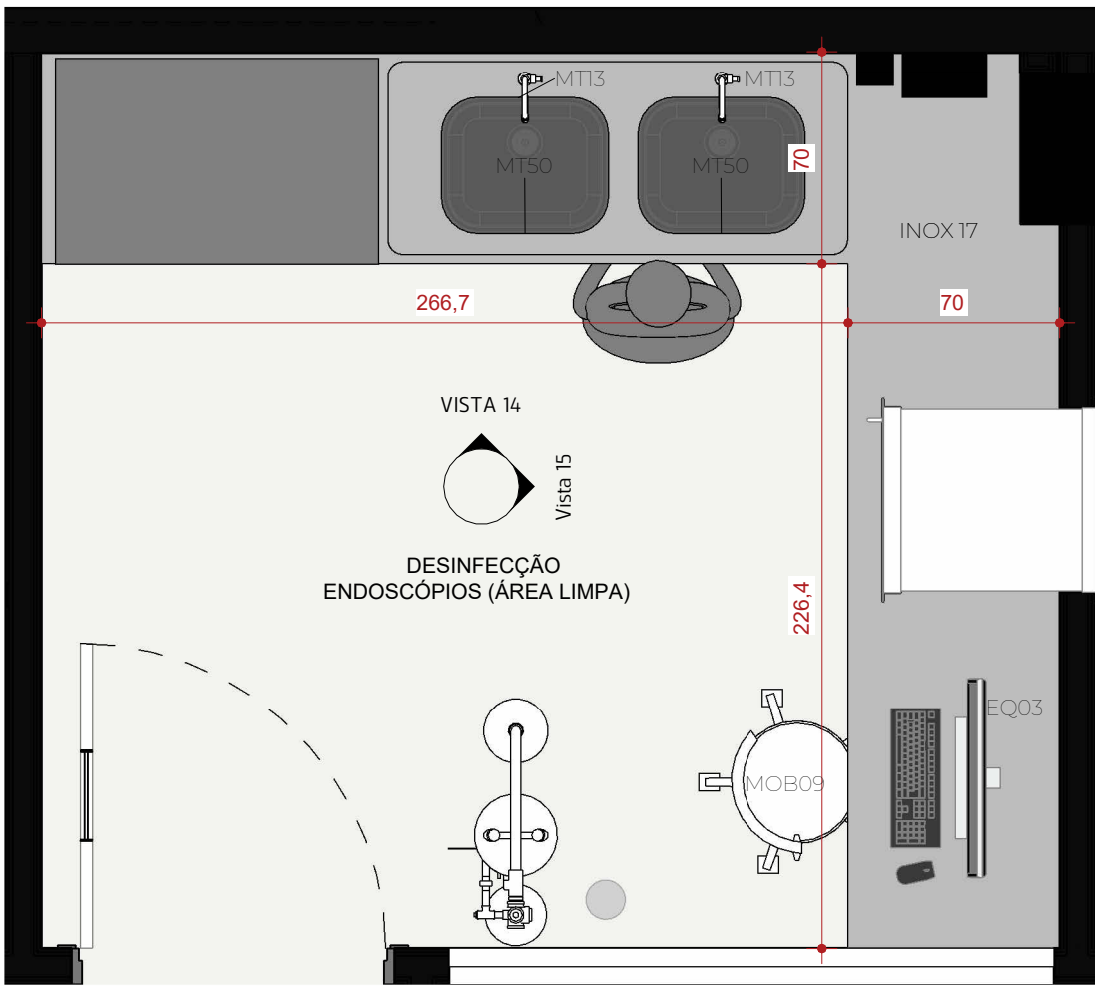 MT13
MT13
MT50
MT50
70
INOX 17
266,7
70
VISTA 14
Vista 15
DESINFECÇÃO
ENDOSCÓPIOS (ÁREA LIMPA)
226,4
EQ03
MOB09